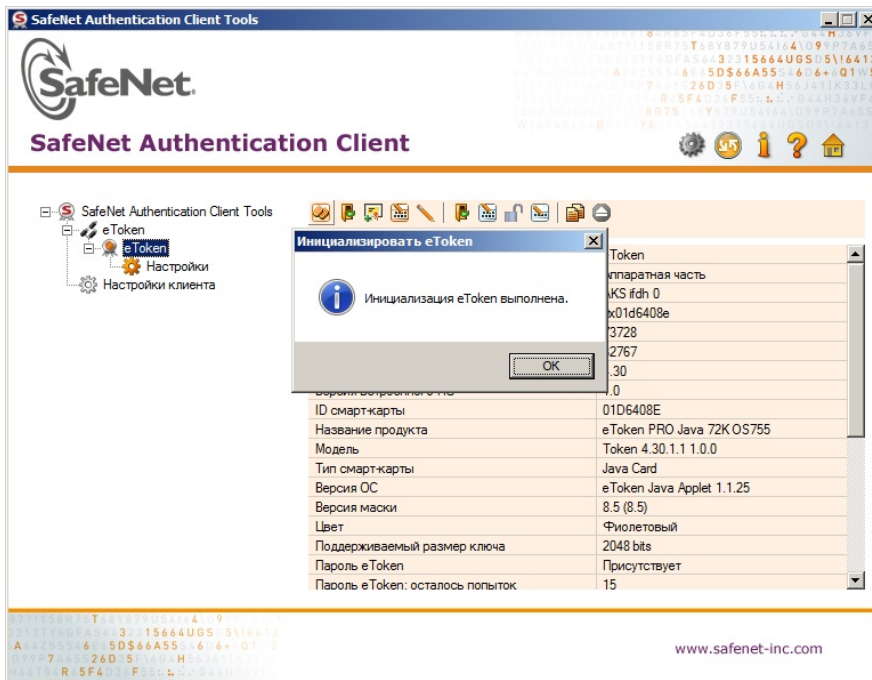 SafeNet Authentication Client Tools
SafeNet.
SafeNet Authentication Client
SafeNet Authentication Client Tools
eToken
eToken
Настройки
Настройки клиента
Инициализировать eToken
Инициализация eToken выполнена.
OK
Token
Аппаратная часть
AKS ifdh 0
0x01d6408e
73728
32767
4.30
1.0
ID смарт-карты 01D6408E
Название продукта eToken PRO Java 72K OS755
Модель Token 4.30.1.1 1.0.0
Тип смарт-карты Java Card
Версия ОС eToken Java Applet 1.1.25
Версия маски 8.5 (8.5)
Цвет Фиолетовый
Поддерживаемый размер ключа 2048 bits
Пароль eToken Присутствует
Пароль eToken: осталось попыток 15
www.safenet-inc.com